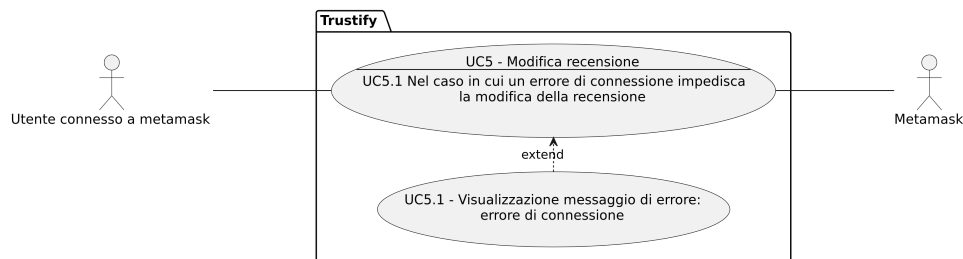 Trustify
UC5 - Modifica recensione
UC5.1 Nel caso in cui un errore di connessione impedisca
la modifica della recensione
Utente connesso a metamask
Metamask
extend
UC5.1 - Visualizzazione messaggio di errore:
errore di connessione